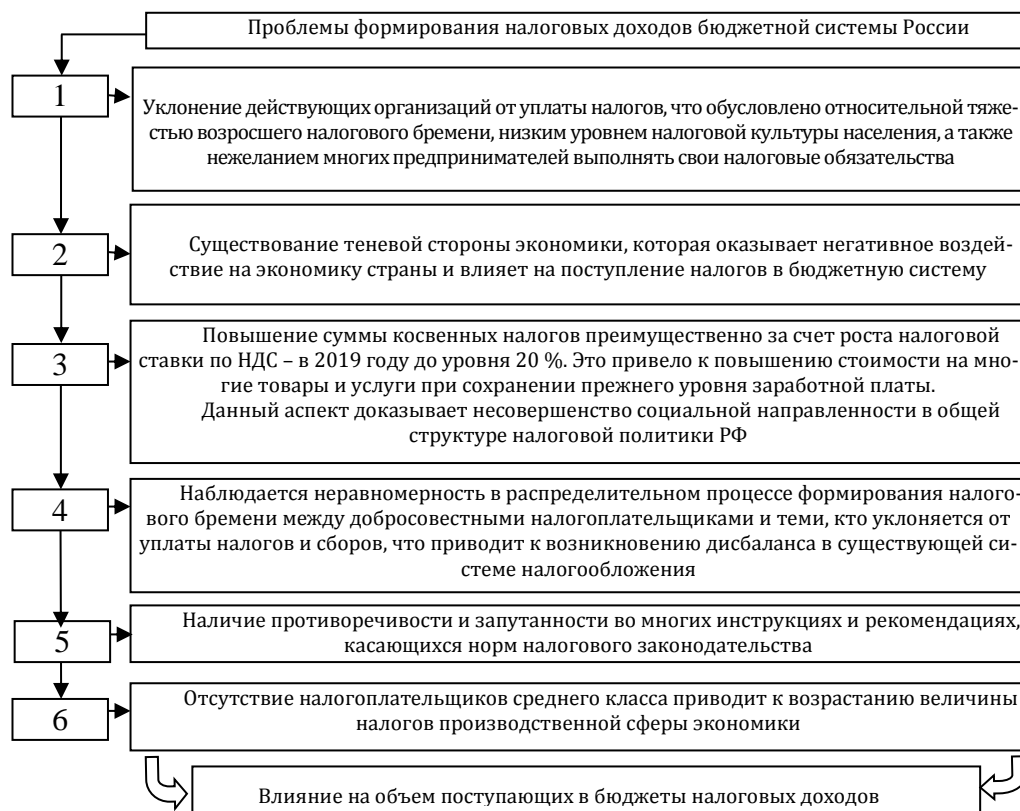 Проблемы формирования налоговых доходов бюджетной системы России
1
Уклонение действующих организаций от уплаты налогов, что обусловлено относительной тяже-
стью возросшего налогового бремени, низким уровнем налоговой культуры населения, а также
нежеланием многих предпринимателей выполнять свои налоговые обязательства
2
Существование теневой стороны экономики, которая оказывает негативное воздей-
ствие на экономику страны и влияет на поступление налогов в бюджетную систему
3
Повышение суммы косвенных налогов преимущественно за счет роста налоговой
ставки по НДС – в 2019 году до уровня 20 %. Это привело к повышению стоимости на мно-
гие товары и услуги при сохранении прежнего уровня заработной платы.
Данный аспект доказывает несовершенство социальной направленности в общей
структуре налоговой политики РФ
4
Наблюдается неравномерность в распределительном процессе формирования налого-
вого бремени между добросовестными налогоплательщиками и теми, кто уклоняется от
уплаты налогов и сборов, что приводит к возникновению дисбаланса в существующей си-
стеме налогообложения
5
Наличие противоречивости и запутанности во многих инструкциях и рекомендациях,
касающихся норм налогового законодательства
6
Отсутствие налогоплательщиков среднего класса приводит к возрастанию величины
налогов производственной сферы экономики
Влияние на объем поступающих в бюджеты налоговых доходов